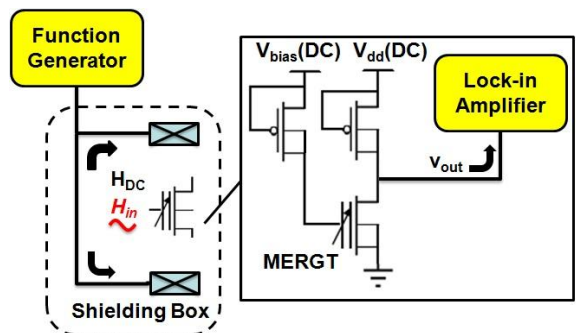 Function
Generator
V_bias(DC) V_dd(DC)
Lock-in
Amplifier
v_out
H_DC
H_in
MERGT
Shielding Box